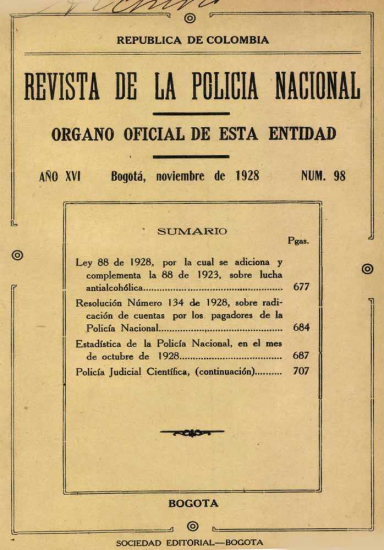 REPUBLICA DE COLOMBIA
REVISTA DE LA POLICIA NACIONAL
ORGANO OFICIAL DE ESTA ENTIDAD
AÑO XVI Bogotá, noviembre de 1928 NUM. 98
SUMARIO
Pgas.
Ley 88 de 1928, por la cual se adiciona y
complementa la 88 de 1923, sobre lucha
antialcohólica.................................... 677
Resolución Número 134 de 1928, sobre radi-
cación de cuentas por los pagadores de la
Policía Nacional................................. 684
Estadística de la Policía Nacional, en el mes
de octubre de 1928............................ 687
Policía Judicial Científica, (continuación)......... 707
BOGOTA
SOCIEDAD EDITORIAL—BOGOTA